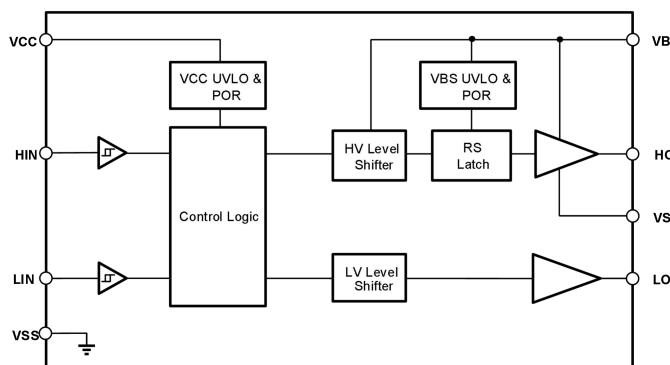 VCC
VB
VCC UVLO &
POR
VBS UVLO &
POR
HIN
HV Level
Shifter
RS
Latch
Control Logic
VS
LIN
LV Level
Shifter
LO
VSS